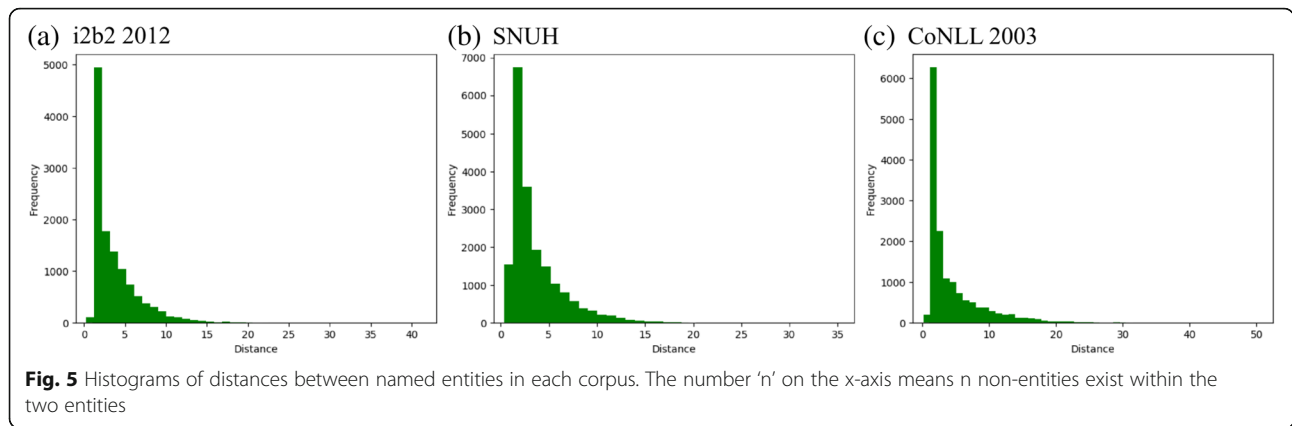 (a) i2b2 2012
(b) SNUH
(c) CoNLL 2003
5000
4000
3000
2000
1000
0
Frequency
0 5 10 15 20 25 30 35 40
Distance
7000
6000
5000
4000
3000
2000
1000
0
Frequency
0 5 10 15 20 25 30 35
Distance
6000
5000
4000
3000
2000
1000
0
Frequency
0 10 20 30 40 50
Distance
Fig. 5 Histograms of distances between named entities in each corpus. The number ‘n’ on the x-axis means n non-entities exist within the
two entities